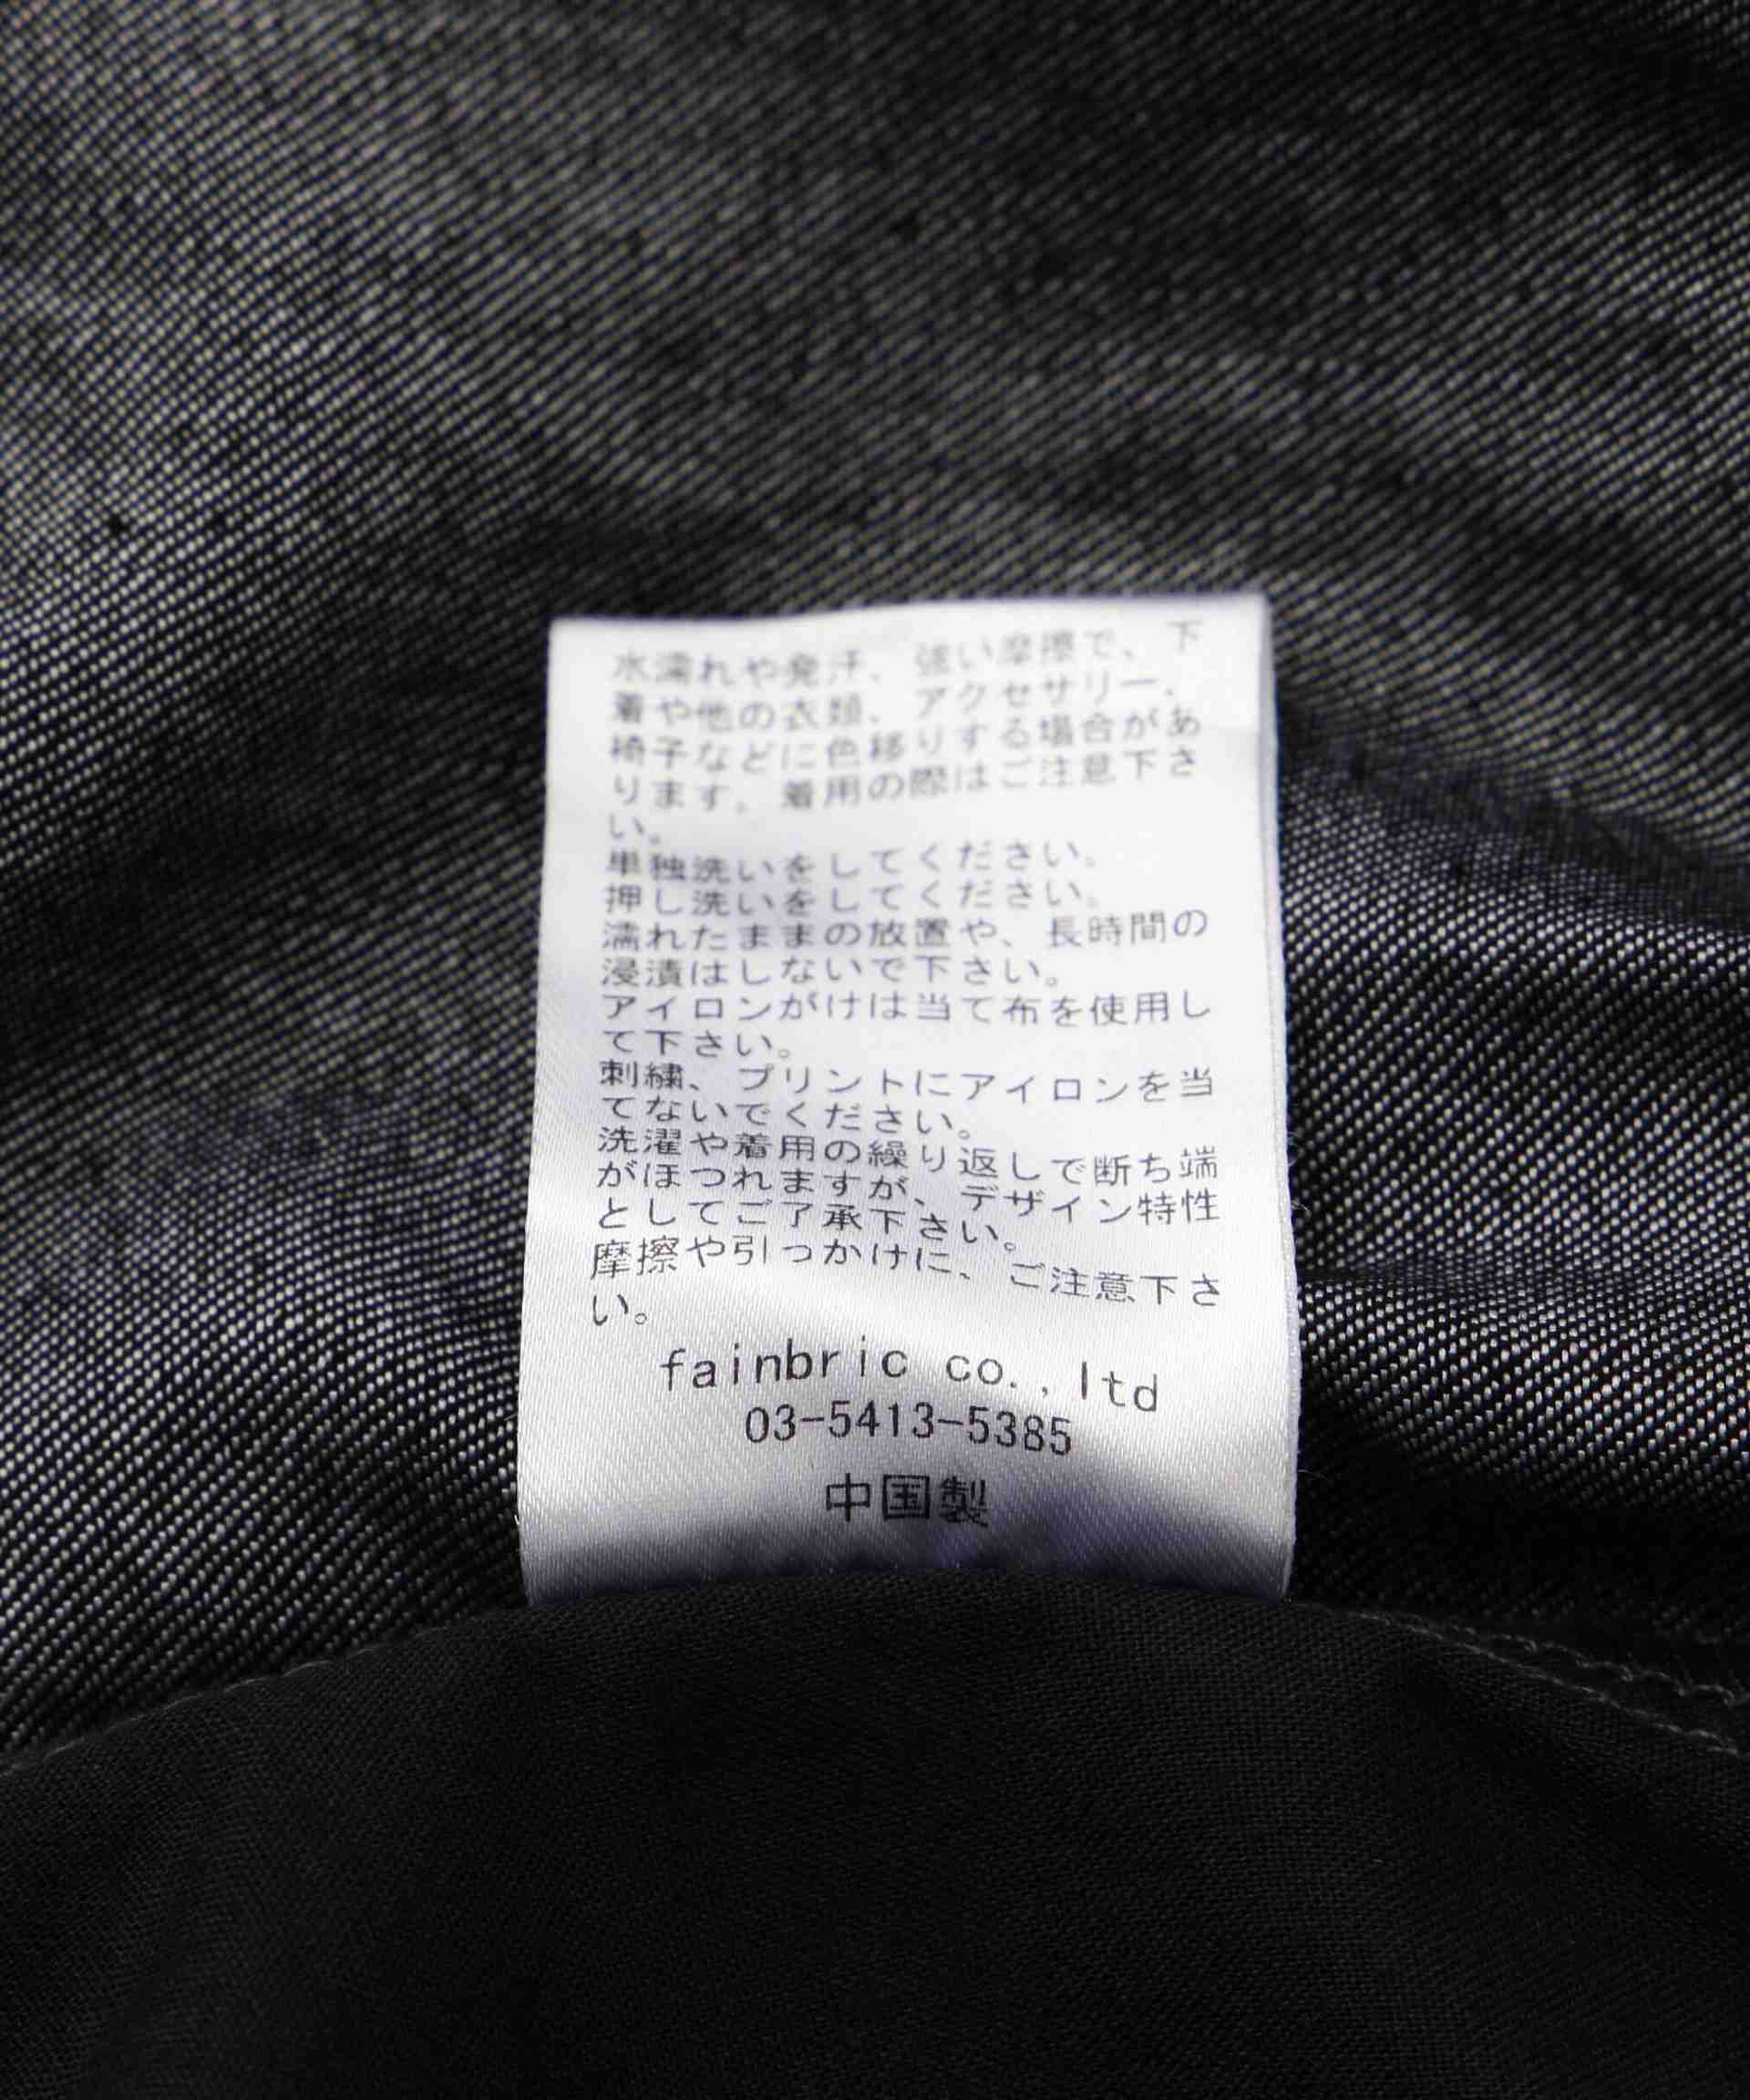 水濡れや発汗、強い摩擦で、下
着や他の衣類、アクセサリー、
椅子などに色移りする場合があ
ります。着用の際はご注意下さ
い。
単独洗いをしてください。
押し洗いをしてください。
濡れたままの放置や、長時間の
浸漬はしないで下さい。
アイロンがけは当て布を使用し
て下さい。
刺繍、プリントにアイロンを当
てないでください。
洗濯や着用の繰り返しで断ち端
がほつれますが、デザイン特性
としてご了承下さい。
摩擦や引っかけに、ご注意下さ
い。
fainbric co.,ltd
03-5413-5385
中国製